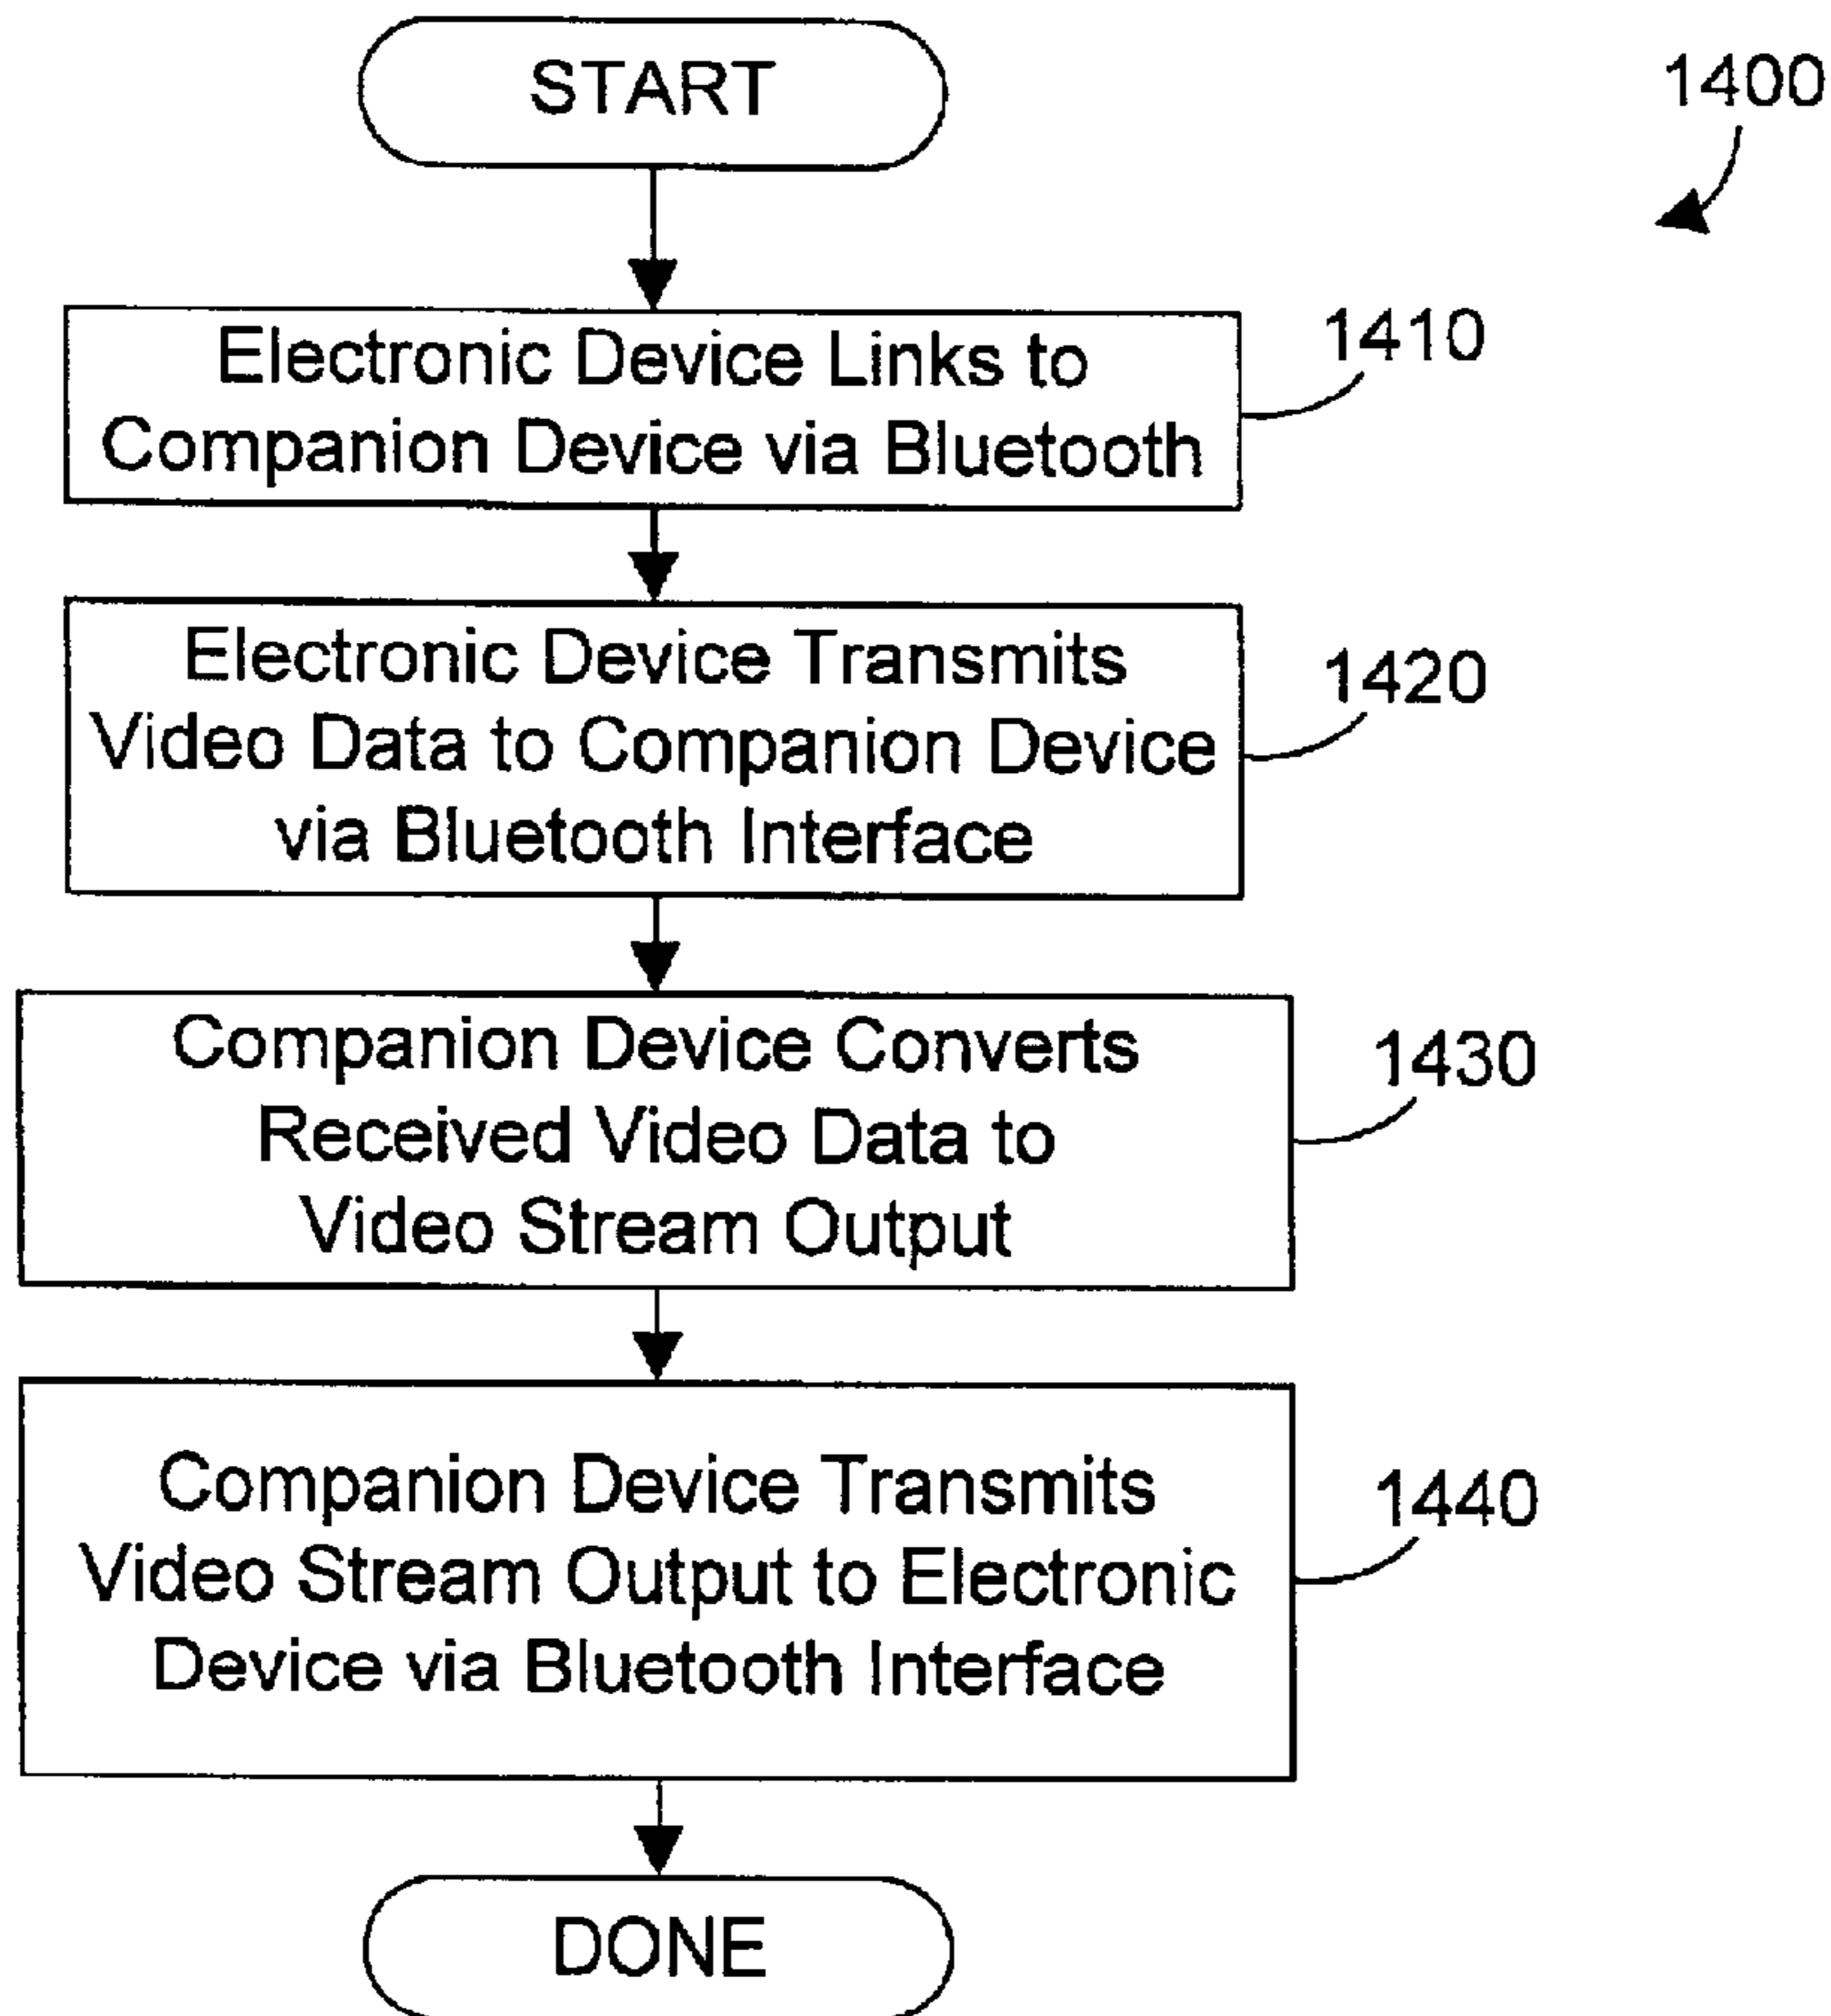 START
1400
Electronic Device Links to
Companion Device via Bluetooth
1410
Electronic Device Transmits
Video Data to Companion Device
via Bluetooth Interface
1420
Companion Device Converts
Received Video Data to
Video Stream Output
1430
Companion Device Transmits
Video Stream Output to Electronic
Device via Bluetooth Interface
1440
DONE